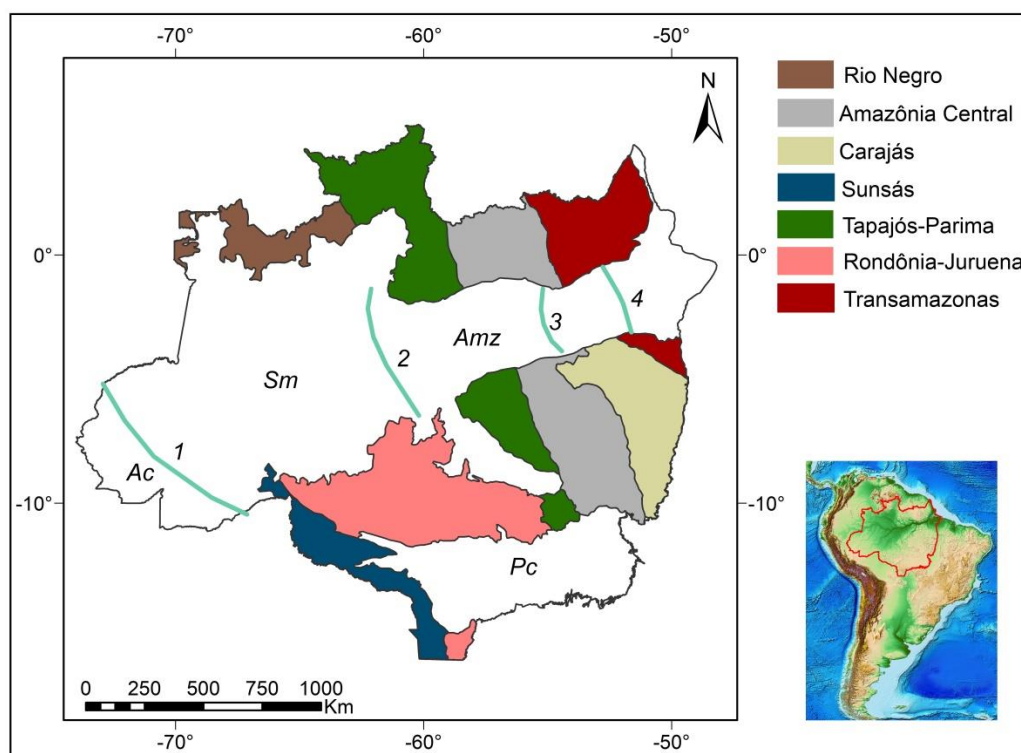 -70°
-60°
-50°
N
0°
0°
-10°
-10°
Ac
1
Sm
2
Amz
3
4
Pc
0 250 500 750 1000
Km
-70°
-60°
-50°
Rio Negro
Amazônia Central
Carajás
Sunsás
Tapajós-Parima
Rondônia-Juruena
Transamazonas